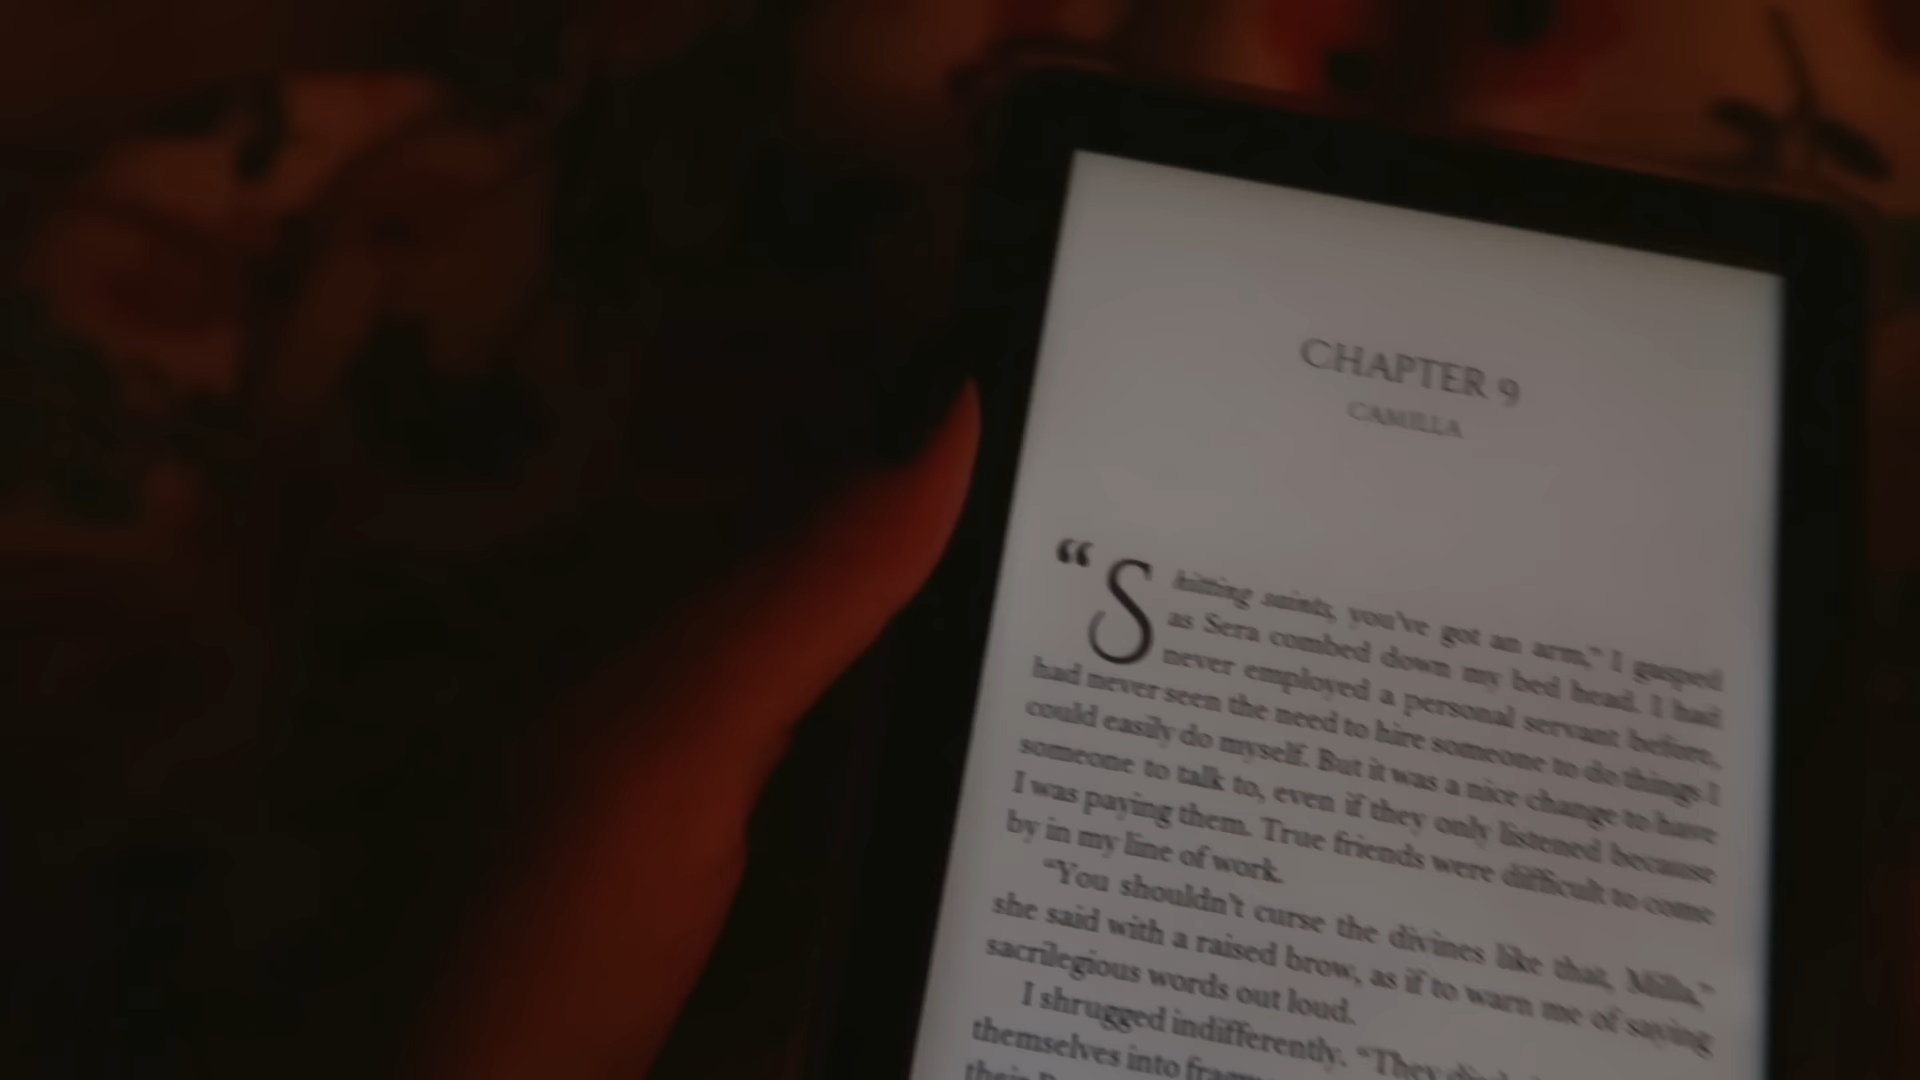 CHAPTER 9
CAMILLA
“Shitting saints, you’ve got an arm,” I gasped
as Sera combed down my bed head. I had
never employed a personal servant before,
had never seen the need to hire someone to do things I
could easily do myself. But it was a nice change to have
someone to talk to, even if they only listened because
I was paying them. True friends were difficult to come
by in my line of work.
“You shouldn’t curse the divines like that, Milla,”
she said with a raised brow, as if to warn me of saying
sacrilegious words out loud.
I shrugged indifferently. “They
themselves into
their